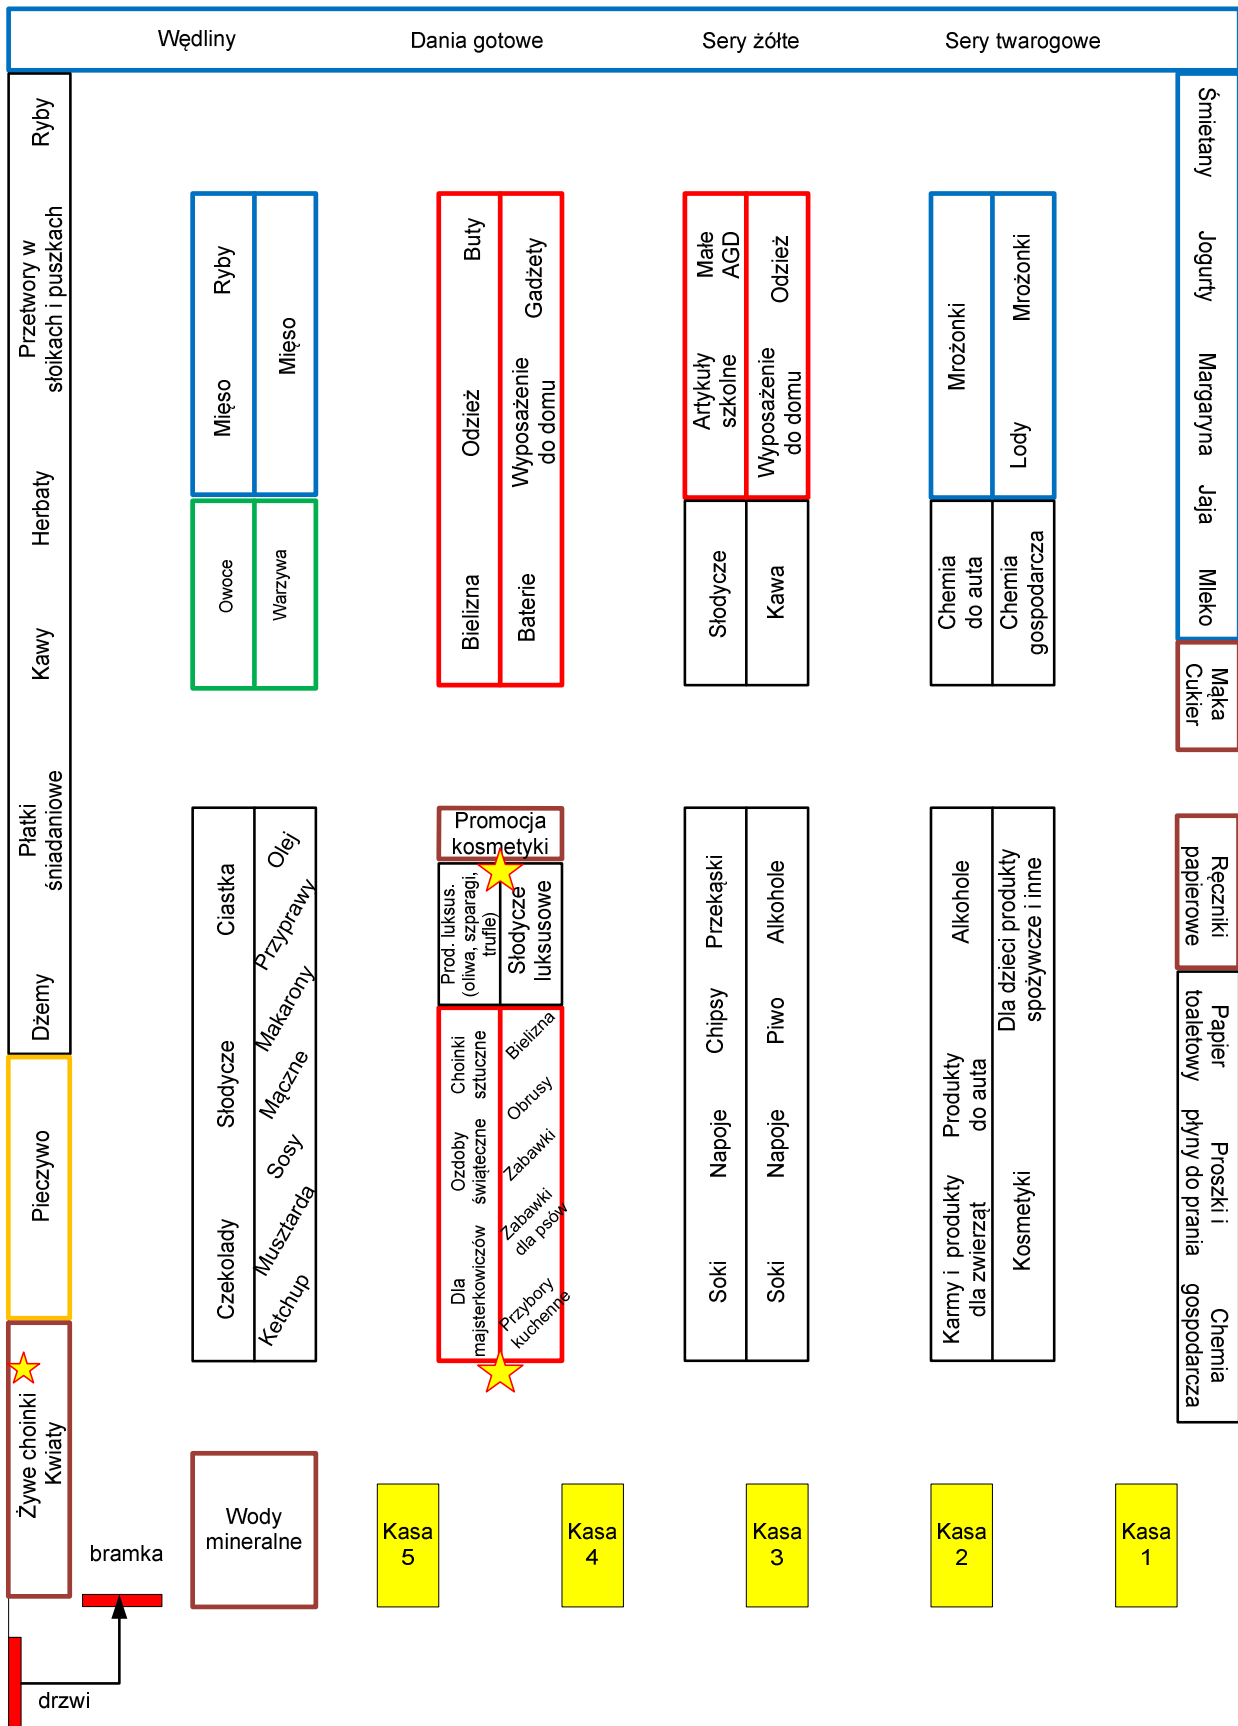 Wędliny
Dania gotowe
Sery żółte
Sery twarogowe
Ryby
Przetwory w
słoikach i puszkach
Herbaty
Kawy
Płatki
śniadaniowe
Dżemy
Pieczywo
Żywe choinki
Kwiaty
Ryby
Mięso
Mięso
Owoce
Warzywa
Buty
Odzież
Bielizna
Gadżety
Wyposażenie
do domu
Baterie
Małe
AGD
Artykuły
szkolne
Odzież
Wyposażenie
do domu
Słodycze
Kawa
Mrożonki
Mrożonki
Lody
Chemia
do auta
Chemia
gospodarcza
Śmietany
Jogurty
Margaryna
Jaja
Mleko
Mąka
Cukier
Ręczniki
papierowe
Papier
toaletowy
Proszki i
płyny do prania
Chemia
gospodarcza
Ciastka
Słodycze
Czekolady
Olej
Przyprawy
Makarony
Mączne
Sosy
Musztarda
Ketchup
Promocja
kosmetyki
Prod. luksus.
(oliwa, szparagi,
trufle)
Słodycze
luksusowe
Choinki
sztuczne
Ozdoby
świąteczne
Dla
majsterkowiczów
Bielizna
Obrusy
Zabawki
Zabawki
dla psów
Przybory
kuchenne
Przekąski
Chipsy
Napoje
Soki
Alkohole
Piwo
Napoje
Soki
Alkohole
Produkty
do auta
Karmy i produkty
dla zwierząt
Dla dzieci produkty
spożywcze i inne
Kosmetyki
Wody
mineralne
Kasa
5
Kasa
4
Kasa
3
Kasa
2
Kasa
1
bramka
drzwi